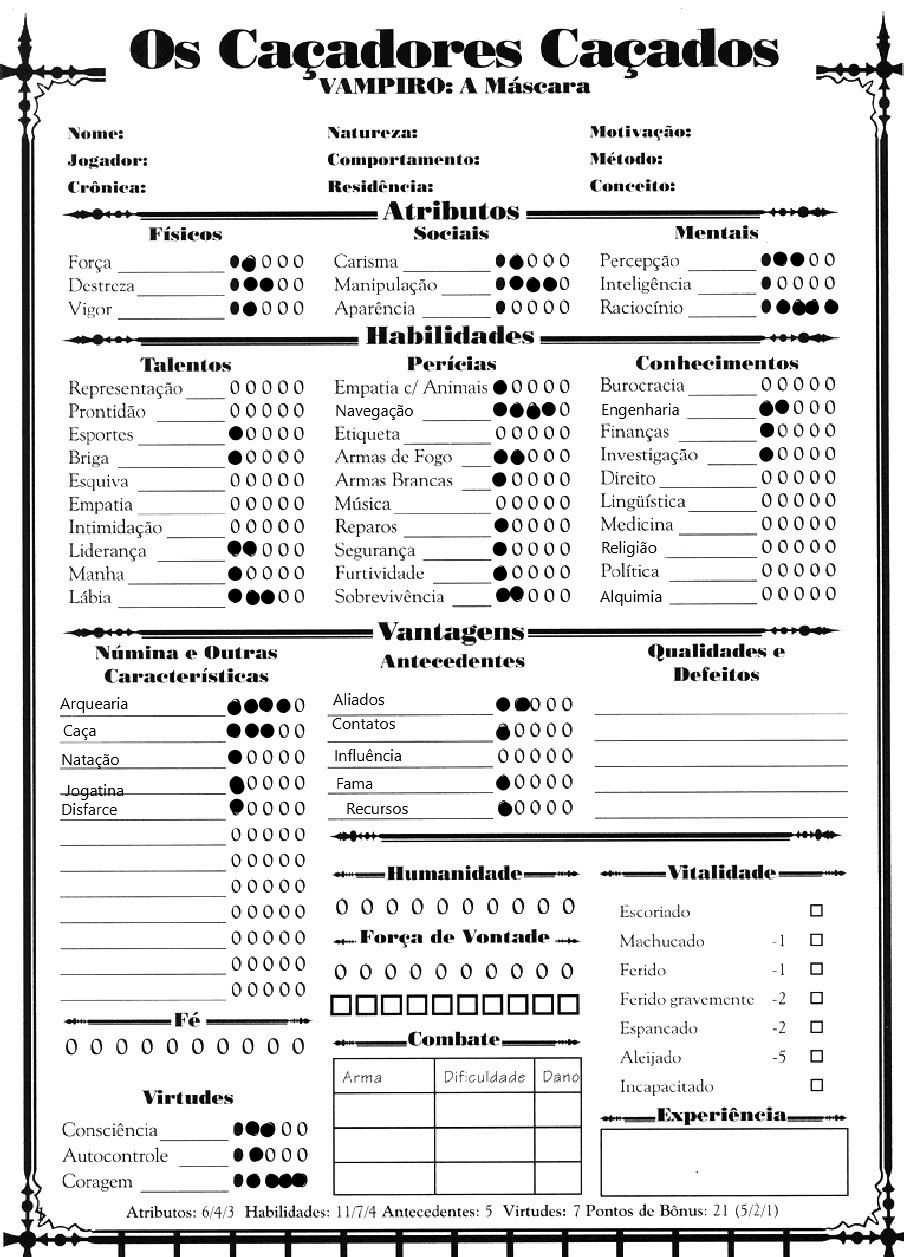 Os Caçadores Caçados
VAMPIRO: A Máscara
Nome: Natureza: Motivação:
Jogador: Comportamento: Método:
Crônica: Residência: Conceito:
Atributos
Físicos Sociais Mentais
Força Carisma Percepção
Destreza Manipulação Inteligência
Vigor Aparência Raciocínio
Habilidades
Talentos Perícias Conhecimentos
Representação Empatia c/ Animais Burocracia
Prontidão Navegação Engenharia
Esportes Etiqueta Finanças
Briga Armas de Fogo Investigação
Esquiva Armas Brancas Direito
Empatia Música Lingüística
Intimidação Reparos Medicina
Liderança Segurança Religião
Manha Furtividade Política
Lábia Sobrevivência Alquimia
Vantagens
Númina e Outras Características
Antecedentes
Qualidades e Defeitos
Arquearia Aliados
Caça Contatos
Natação Influência
Jogatina Fama
Disfarce Recursos
Humanidade Vitalidade
Escoriado
Força de Vontade
Machucado -1
Ferido -1
Ferido gravemente -2
Espancado -2
Aleijado -5
Incapacitado
Fé
Combate
Arma Dificuldade Dano
Virtudes
Experiência
Consciência
Autocontrole
Coragem
Atributos: 6/4/3 Habilidades: 11/7/4 Antecedentes: 5 Virtudes: 7 Pontos de Bônus: 21 (5/2/1)